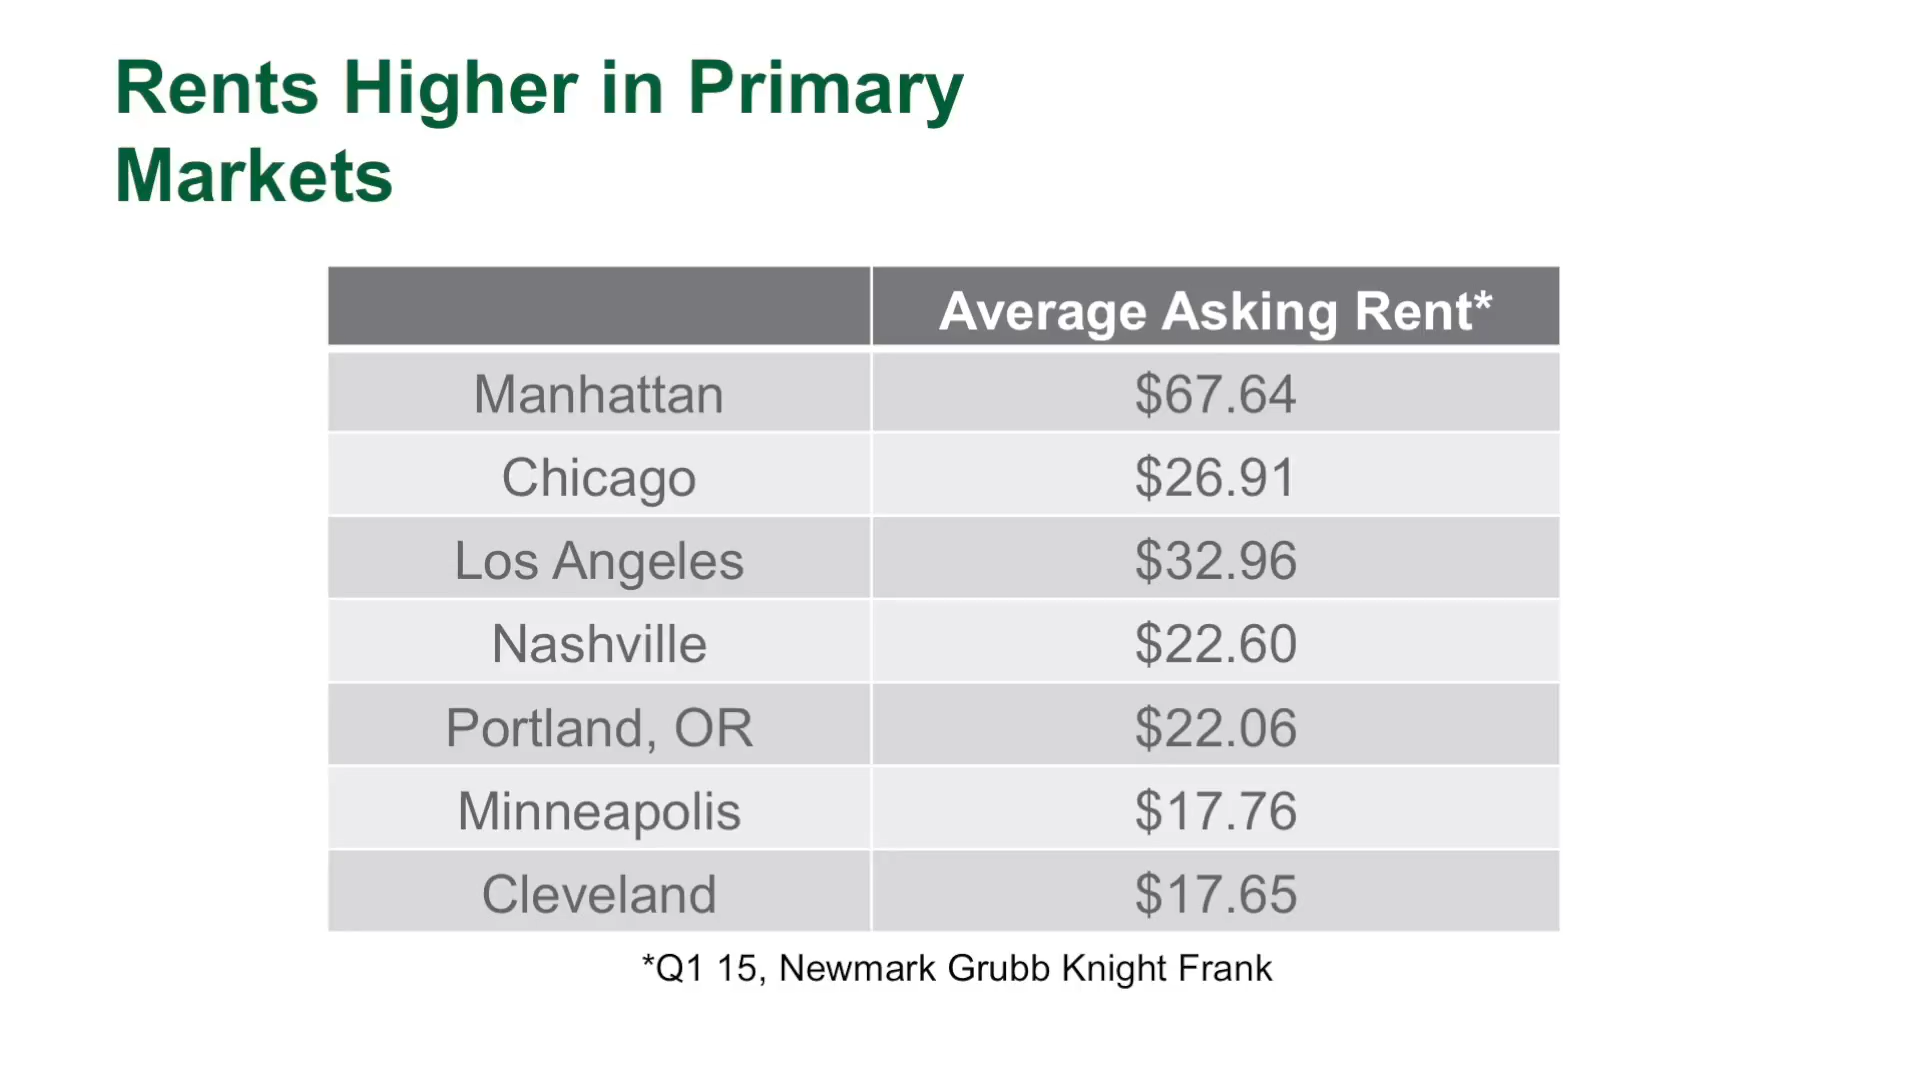 Rents Higher in Primary
Markets
Average Asking Rent*
Manhattan $67.64
Chicago $26.91
Los Angeles $32.96
Nashville $22.60
Portland, OR $22.06
Minneapolis $17.76
Cleveland $17.65
*Q1 15, Newmark Grubb Knight Frank